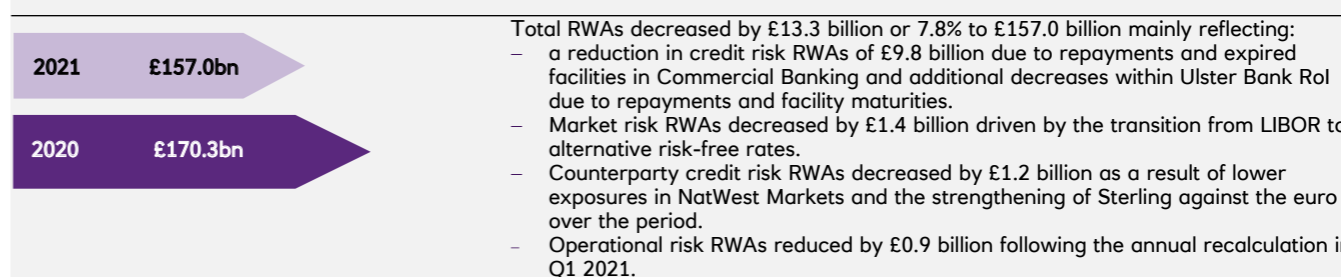 Total RWAs decreased by £13.3 billion or 7.8% to £157.0 billion mainly reflecting:
– a reduction in credit risk RWAs of £9.8 billion due to repayments and expired
facilities in Commercial Banking and additional decreases within Ulster Bank RoI
due to repayments and facility maturities.
– Market risk RWAs decreased by £1.4 billion driven by the transition from LIBOR to
alternative risk-free rates.
– Counterparty credit risk RWAs decreased by £1.2 billion as a result of lower
exposures in NatWest Markets and the strengthening of Sterling against the euro
over the period.
– Operational risk RWAs reduced by £0.9 billion following the annual recalculation in
Q1 2021.
2021 £157.0bn
2020 £170.3bn